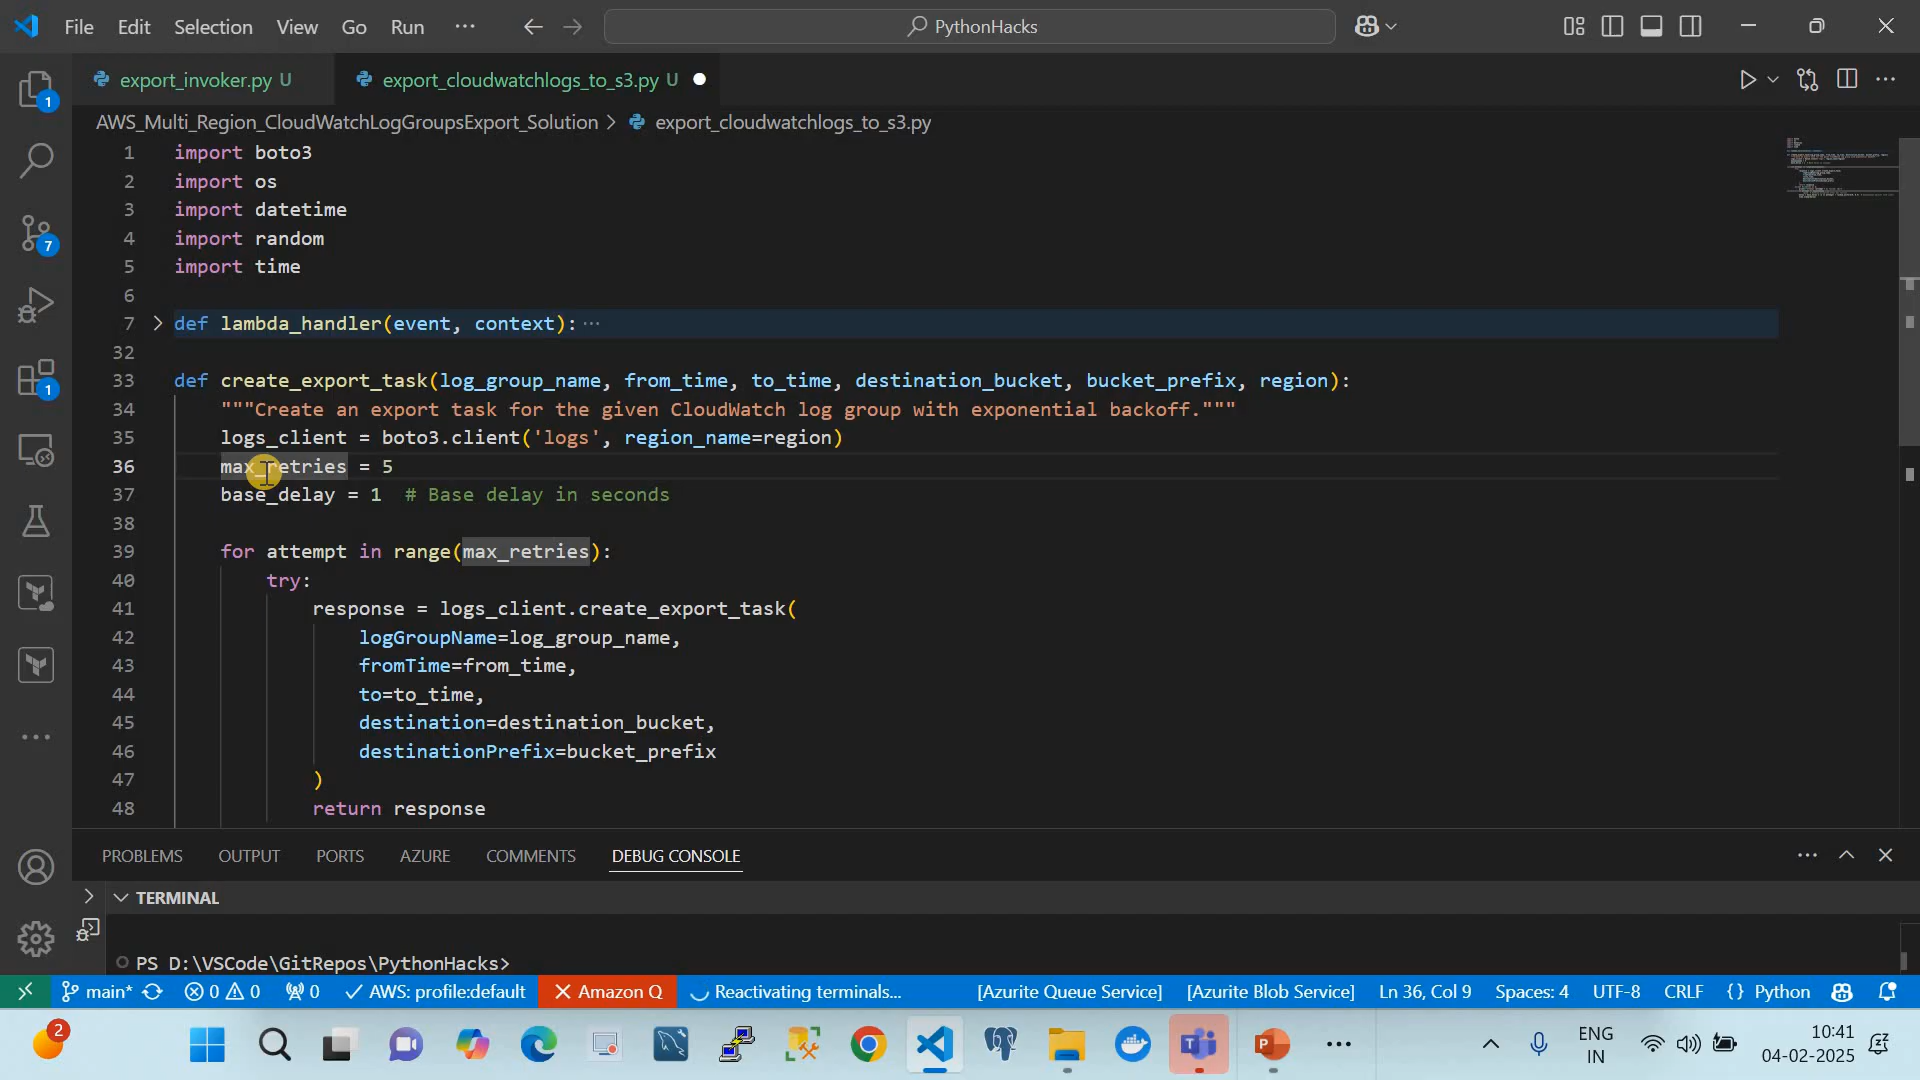 File Edit Selection View Go Run ··· PythonHacks
export_invoker.py U export_cloudwatchlogs_to_s3.py U
AWS_Multi_Region_CloudWatchLogGroupsExport_Solution > export_cloudwatchlogs_to_s3.py
1 import boto3
2 import os
3 import datetime
4 import random
5 import time
6
7 def lambda_handler(event, context): ···
32
33 def create_export_task(log_group_name, from_time, to_time, destination_bucket, bucket_prefix, region):
34 """Create an export task for the given CloudWatch log group with exponential backoff."""
35 logs_client = boto3.client('logs', region_name=region)
36 max_retries = 5
37 base_delay = 1 # Base delay in seconds
38
39 for attempt in range(max_retries):
40 try:
41 response = logs_client.create_export_task(
42 logGroupName=log_group_name,
43 fromTime=from_time,
44 to=to_time,
45 destination=destination_bucket,
46 destinationPrefix=bucket_prefix
47 )
48 return response
1
7
1
PROBLEMS OUTPUT PORTS AZURE COMMENTS DEBUG CONSOLE
TERMINAL
PS D:\VSCode\GitRepos\PythonHacks>
main* 0 0 0 AWS: profile:default Amazon Q Reactivating terminals... [Azurite Queue Service] [Azurite Blob Service] Ln 36, Col 9 Spaces: 4 UTF-8 CRLF {} Python
2 ENG 10:41
IN 04-02-2025